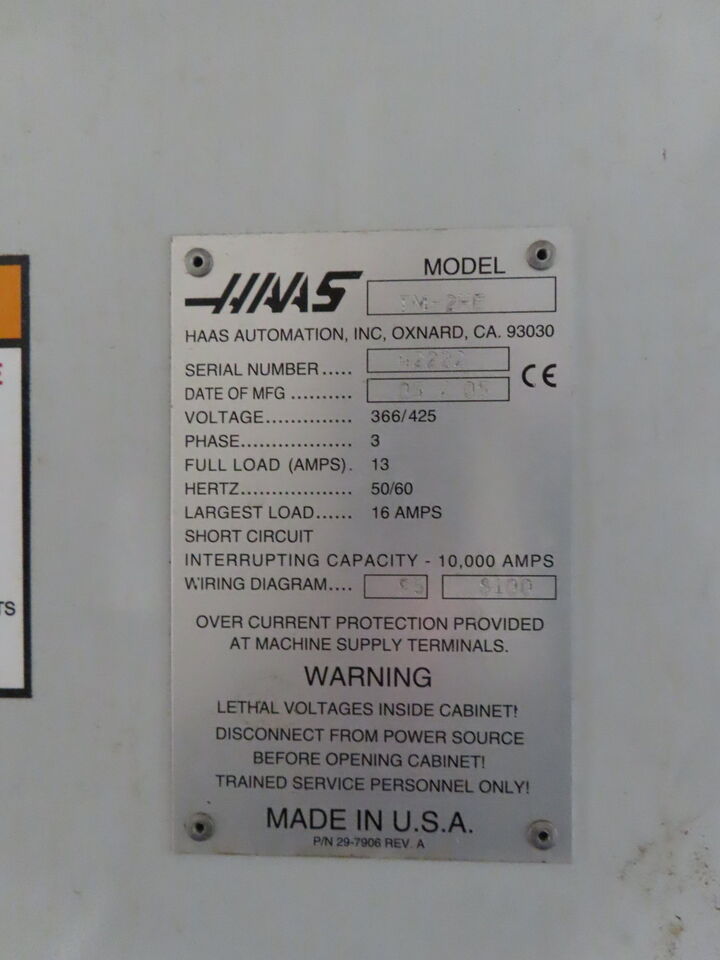 HAAS
MODEL
HAAS AUTOMATION, INC, OXNARD, CA. 93030
SERIAL NUMBER .....
DATE OF MFG .......... CE
VOLTAGE............... 366/425
PHASE................... 3
FULL LOAD (AMPS). 13
HERTZ................... 50/60
LARGEST LOAD...... 16 AMPS
SHORT CIRCUIT
INTERRUPTING CAPACITY - 10,000 AMPS
WIRING DIAGRAM.... 
OVER CURRENT PROTECTION PROVIDED
AT MACHINE SUPPLY TERMINALS.
WARNING
LETHAL VOLTAGES INSIDE CABINET!
DISCONNECT FROM POWER SOURCE
BEFORE OPENING CABINET!
TRAINED SERVICE PERSONNEL ONLY!
MADE IN U.S.A.
P/N 29-7906 REV. A